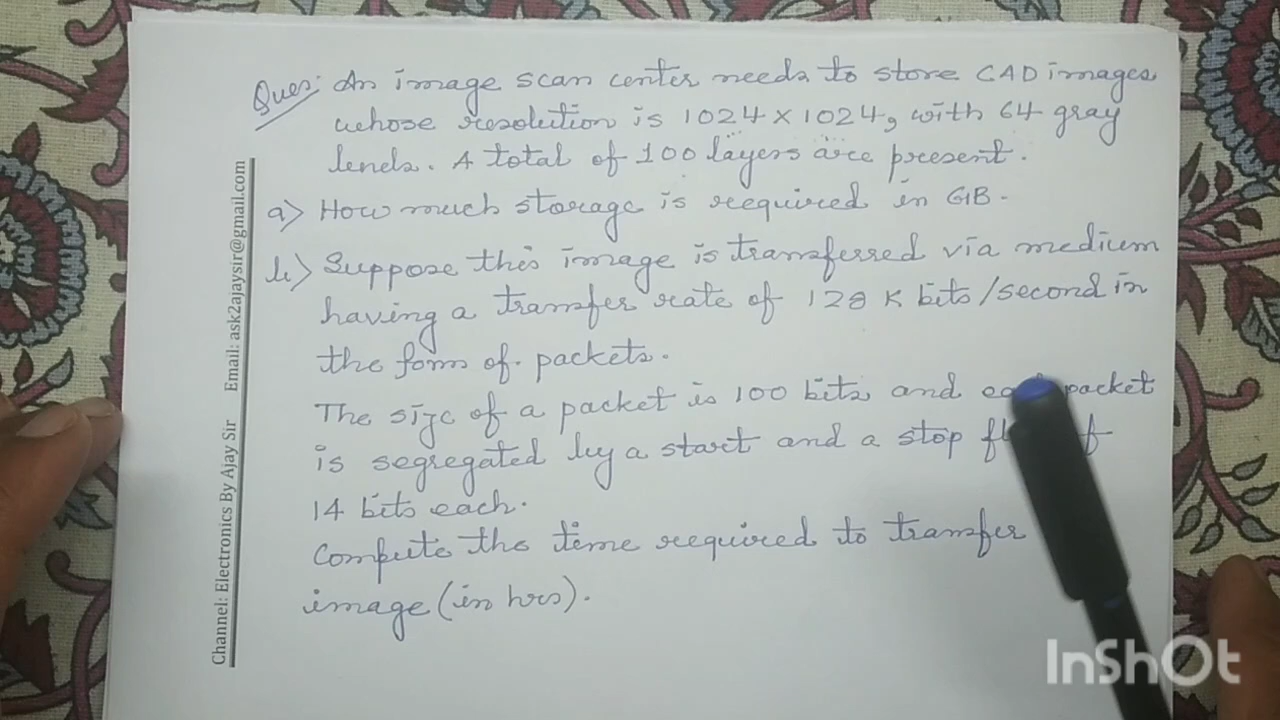 Ques: An image scan center needs to store CAD images
whose resolution is 1024 x 1024, with 64 gray
levels. A total of 100 layers are present.
a) How much storage is required in GB.
b) Suppose this image is transferred via medium
having a transfer rate of 128 K bits/second in
the form of packets.
The size of a packet is 100 bits and packet
is segregated by a start and a stop
14 bits each.
Compute the time required to transfer
image (in hrs).
Channel: Electronics By Ajay Sir Email: ask2ajaysir@gmail.com
InShOt